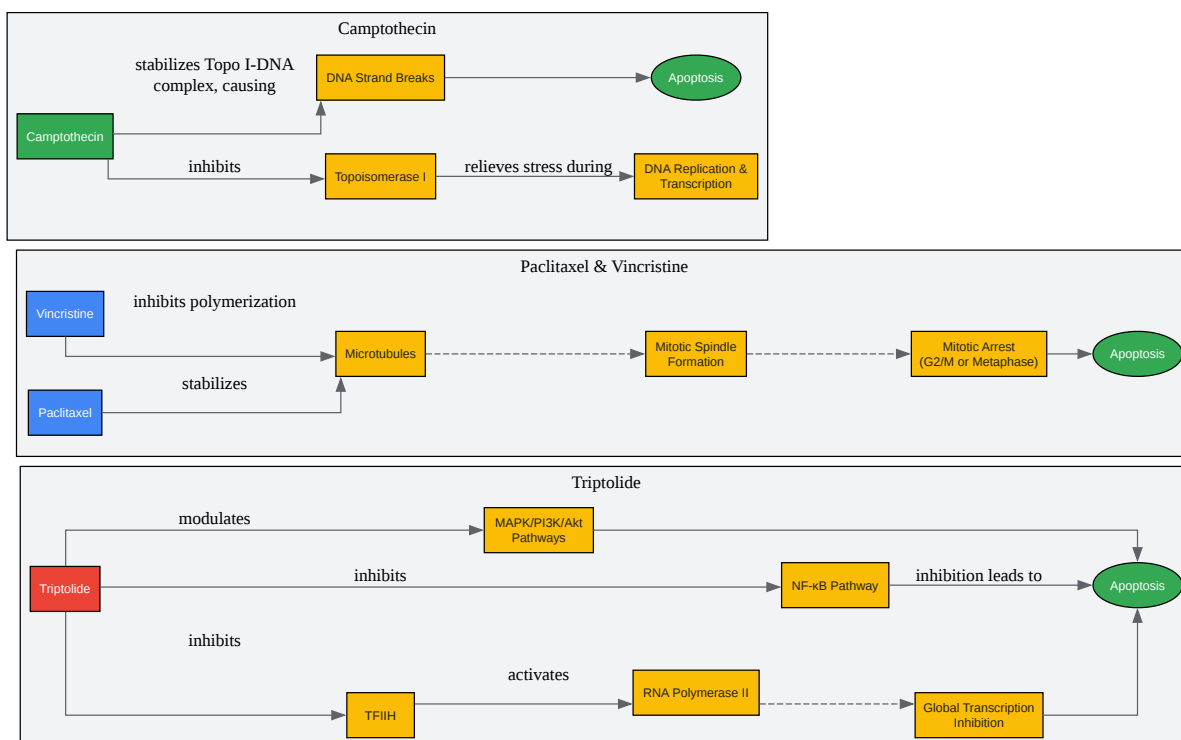 Camptothecin
stabilizes Topo I-DNA
complex, causing
DNA Strand Breaks
Apoptosis
Camptothecin
inhibits
Topoisomerase I
relieves stress during
DNA Replication &
Transcription
Paclitaxel & Vincristine
Vincristine
inhibits polymerization
Microtubules
Mitotic Spindle
Formation
Mitotic Arrest
(G2/M or Metaphase)
Apoptosis
stabilizes
Paclitaxel
Triptolide
modulates
MAPK/PI3K/Akt
Pathways
Triptolide
inhibits
NF-κB Pathway
inhibition leads to
Apoptosis
inhibits
TFIIH
activates
RNA Polymerase II
Global Transcription
Inhibition